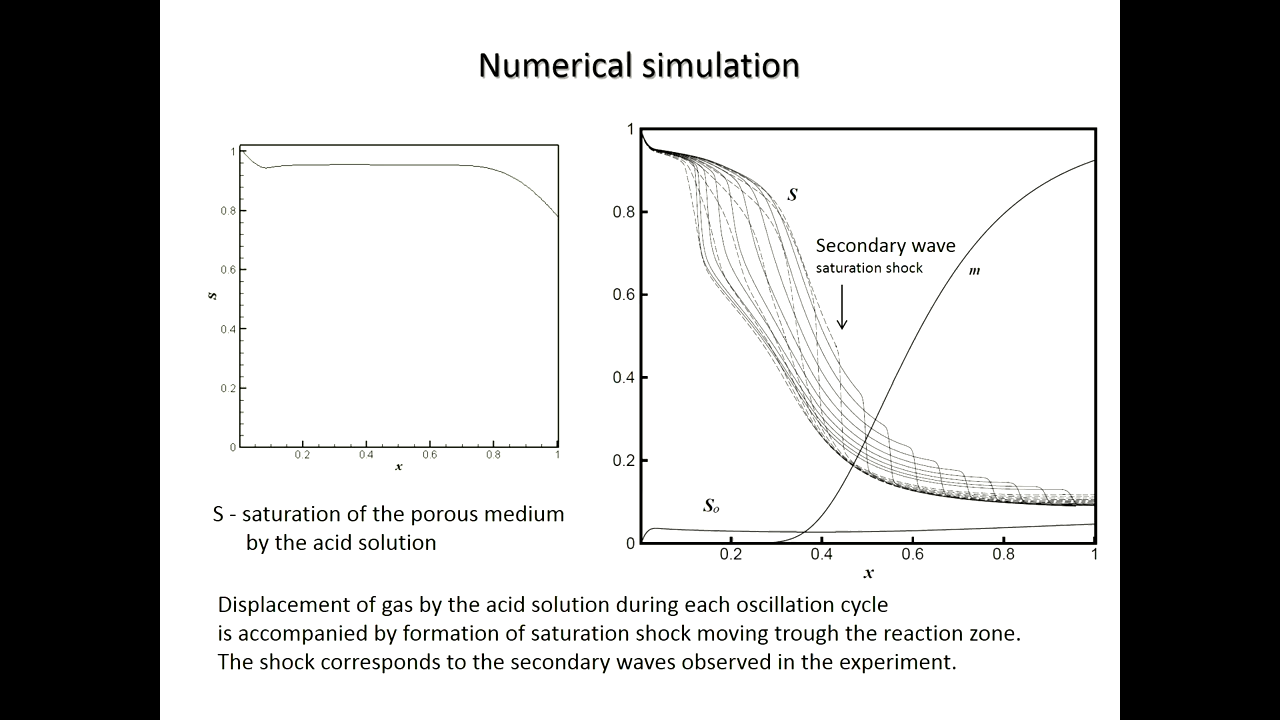 Numerical simulation
1
0.8
0.6
0.4
0.2
0
S
0.2 0.4 0.6 0.8 1
x
1
0.8
0.6
0.4
0.2
0
S
Secondary wave
saturation shock
m
So
0.2 0.4 0.6 0.8 1
x
S - saturation of the porous medium
by the acid solution
Displacement of gas by the acid solution during each oscillation cycle
is accompanied by formation of saturation shock moving trough the reaction zone.
The shock corresponds to the secondary waves observed in the experiment.